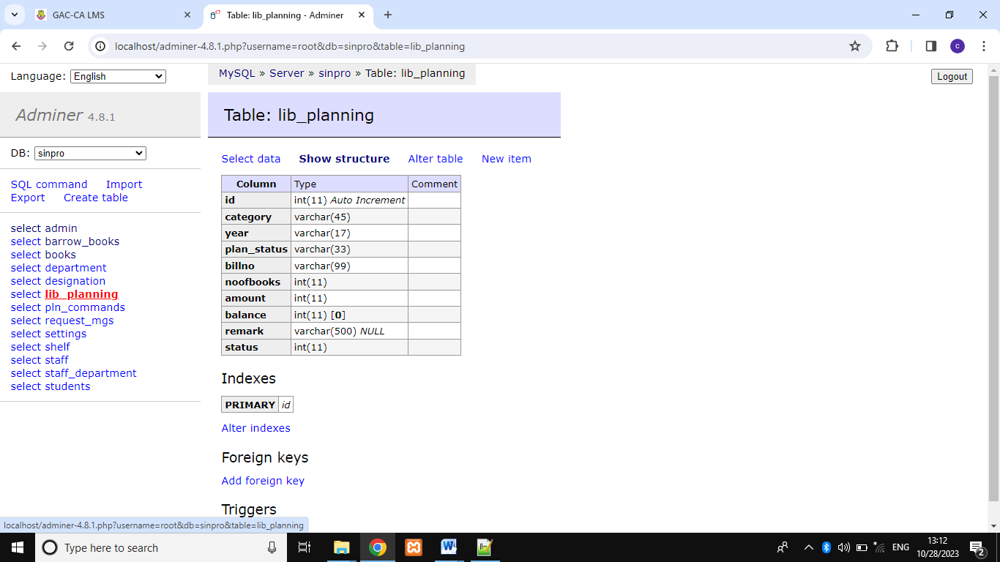 GAC-CA LMS
Table: lib_planning - Adminer
localhost/adminer-4.8.1.php?username=root&db=sinpro&table=lib_planning
c
Language: English
MySQL » Server » sinpro » Table: lib_planning
Logout
Adminer 4.8.1
Table: lib_planning
DB: sinpro
Select data Show structure Alter table New item
SQL command Import
Export Create table
select admin
select barrow_books
select books
select department
select designation
select lib_planning
select pln_commands
select request_mgs
select settings
select shelf
select staff
select staff_department
select students
Column Type Comment
id int(11) Auto Increment
category varchar(45)
year varchar(17)
plan_status varchar(33)
billno varchar(99)
noofbooks int(11)
amount int(11)
balance int(11) [0]
remark varchar(500) NULL
status int(11)
Indexes
PRIMARY id
Alter indexes
Foreign keys
Add foreign key
Triggers
localhost/adminer-4.8.1.php?username=root&db=sinpro&table=lib_planning
Type here to search
ENG
13:12
10/28/2023
2